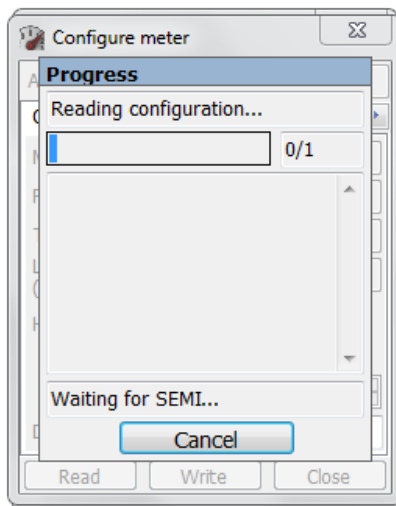 Configure meter
Progress
Reading configuration...
0/1
Waiting for SEMI...
Cancel
Read Write Close